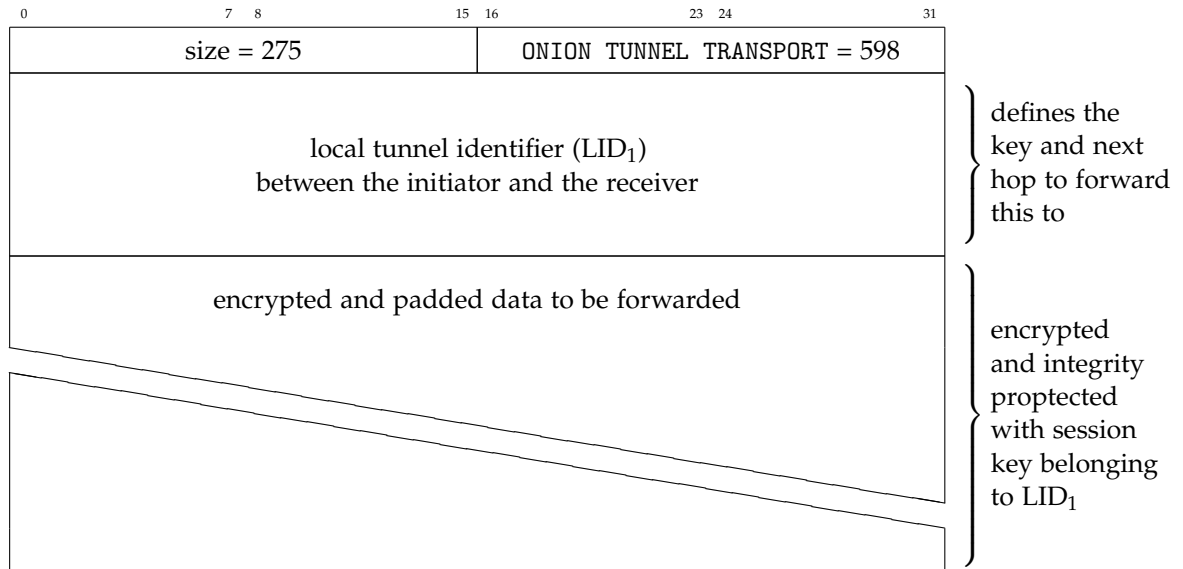 0 7 8 15 16 23 24 31
size = 275 ONION TUNNEL TRANSPORT = 598
local tunnel identifier (LID₁)
between the initiator and the receiver
defines the
key and next
hop to forward
this to
encrypted and padded data to be forwarded
encrypted
and integrity
proptected
with session
key belonging
to LID₁